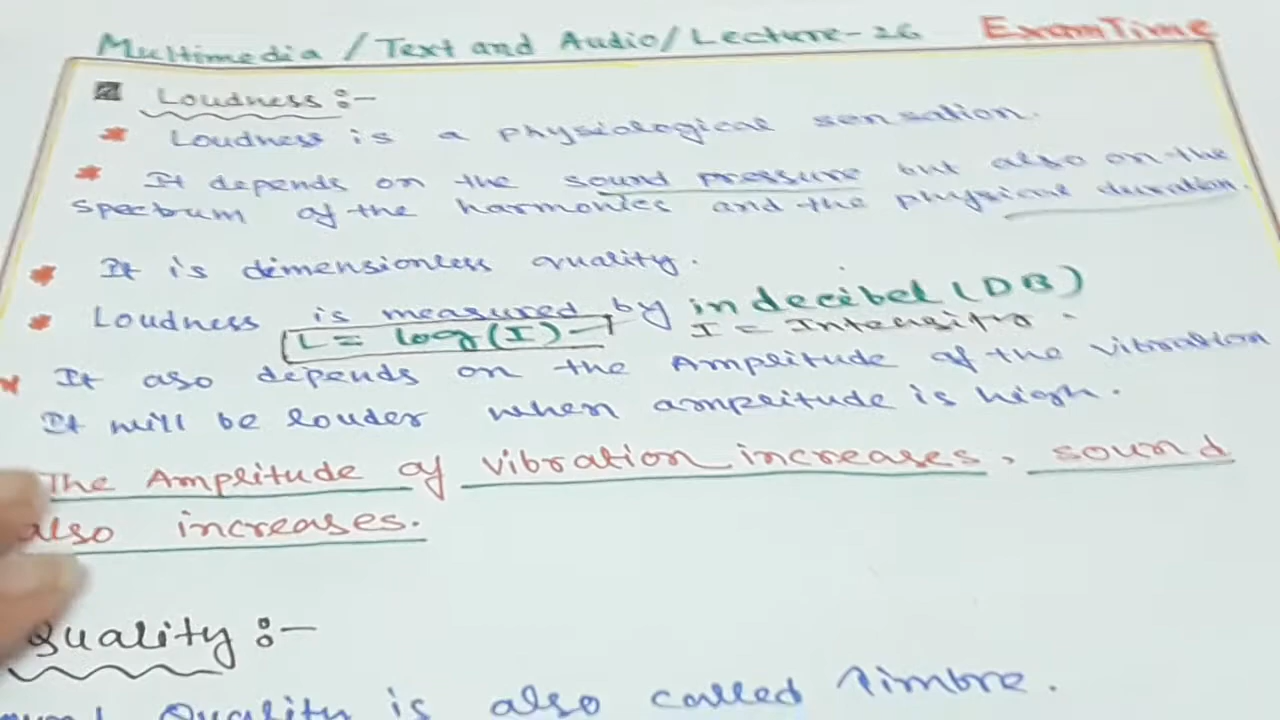 Multimedia / Text and Audio / Lecture-26 ExamTime
Loudness :-
Loudness is a physiological sensation.
It depends on the sound pressure but also on the
spectrum of the harmonics and the physical duration.
It is dimensionless quality.
Loudness is measured by in decibel (DB)
L = log(I) - I = Intensity.
It aso depends on the Amplitude of the vibration
It will be louder when amplitude is high.
The Amplitude of vibration increases, sound
also increases.
Quality :-
Quality is also called Timbre.